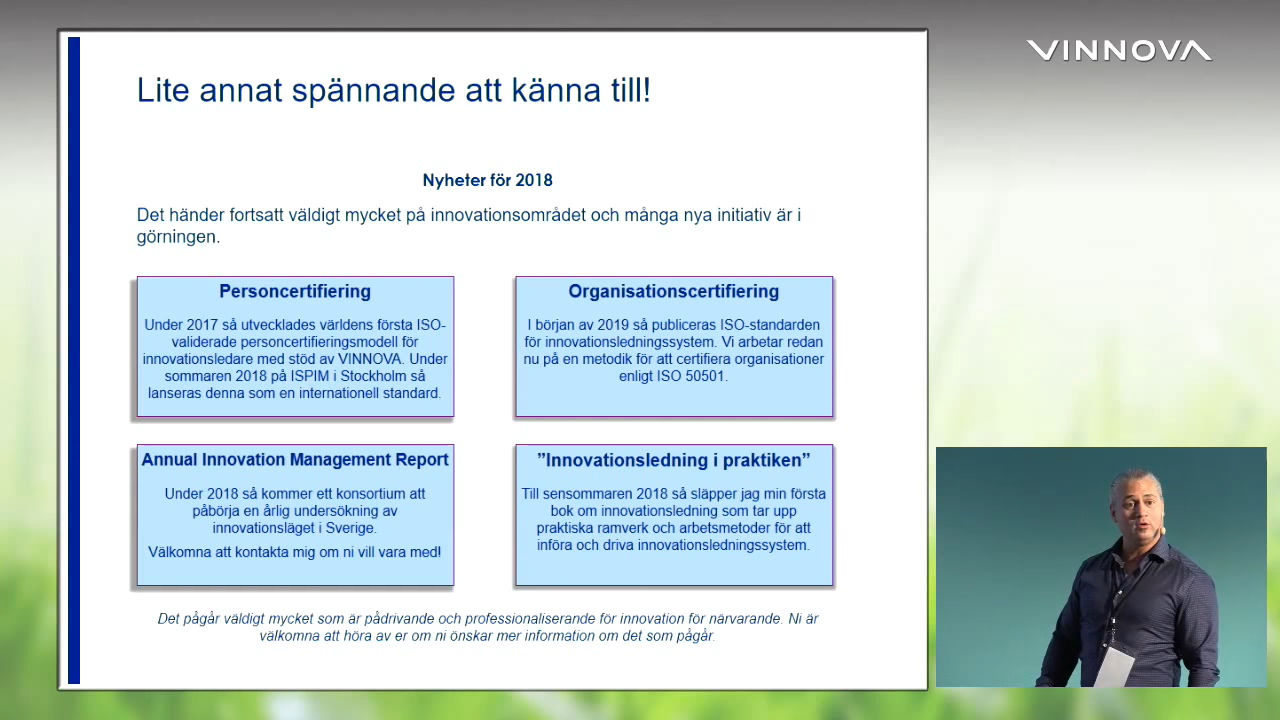 VINNOVA
Lite annat spännande att känna till!
Nyheter för 2018
Det händer fortsatt väldigt mycket på innovationsområdet och många nya initiativ är i
görningen.
Personcertifiering
Under 2017 så utvecklades världens första ISO-
validerade personcertifieringsmodell för
innovationsledare med stöd av VINNOVA. Under
sommaren 2018 på ISPIM i Stockholm så
lanseras denna som en internationell standard.
Organisationscertifiering
I början av 2019 så publiceras ISO-standarden
för innovationsledningssystem. Vi arbetar redan
nu på en metodik för att certifiera organisationer
enligt ISO 50501.
Annual Innovation Management Report
Under 2018 så kommer ett konsortium att
påbörja en årlig undersökning av
innovationsläget i Sverige.
Välkomna att kontakta mig om ni vill vara med!
”Innovationsledning i praktiken”
Till sensommaren 2018 så släpper jag min första
bok om innovationsledning som tar upp
praktiska ramverk och arbetsmetoder för att
införa och driva innovationsledningssystem.
Det pågår väldigt mycket som är pådrivande och professionaliserande för innovation för närvarande. Ni är
välkomna att höra av er om ni önskar mer information om det som pågår.